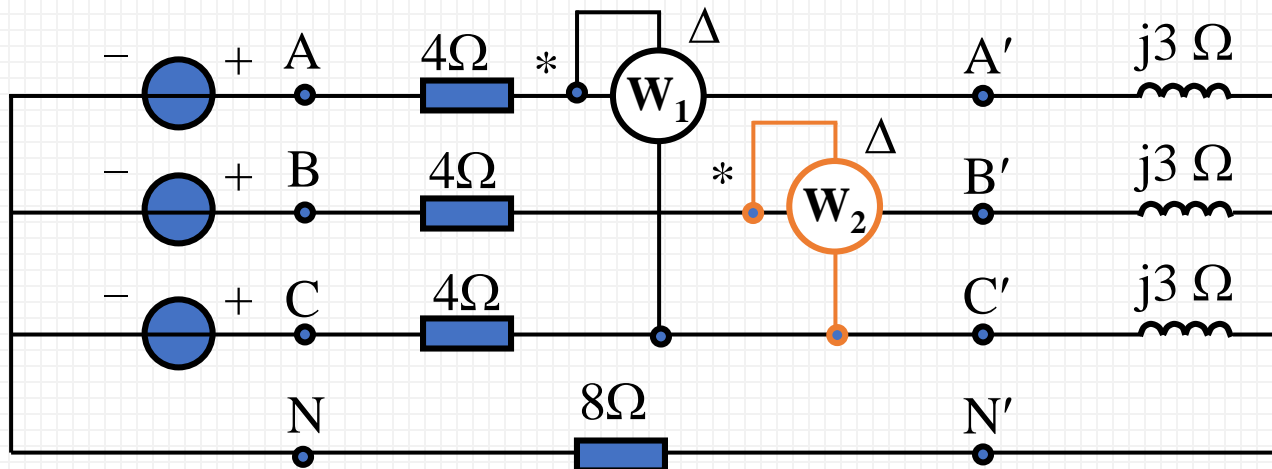 − + A 4Ω * W₁ Δ A′ j3 Ω
− + B 4Ω * W₂ Δ B′ j3 Ω
− + C 4Ω C′ j3 Ω
N 8Ω N′